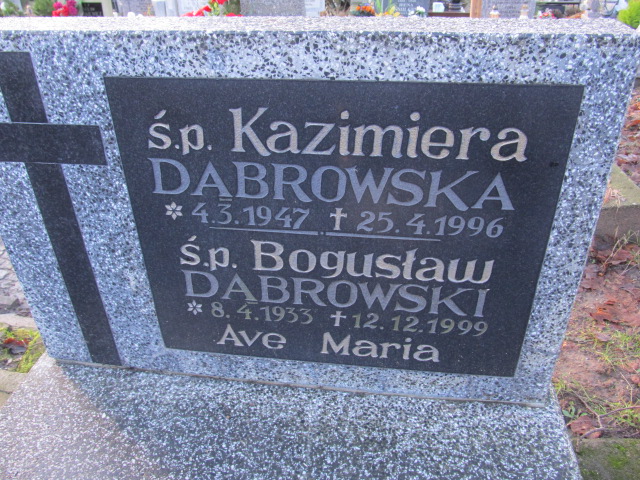 ś.p. Kazimiera
DĄBROWSKA
* 4.3.1947 † 25.4.1996
ś.p. Bogusław
DĄBROWSKI
* 8.4.1933 † 12.12.1999
Ave Maria